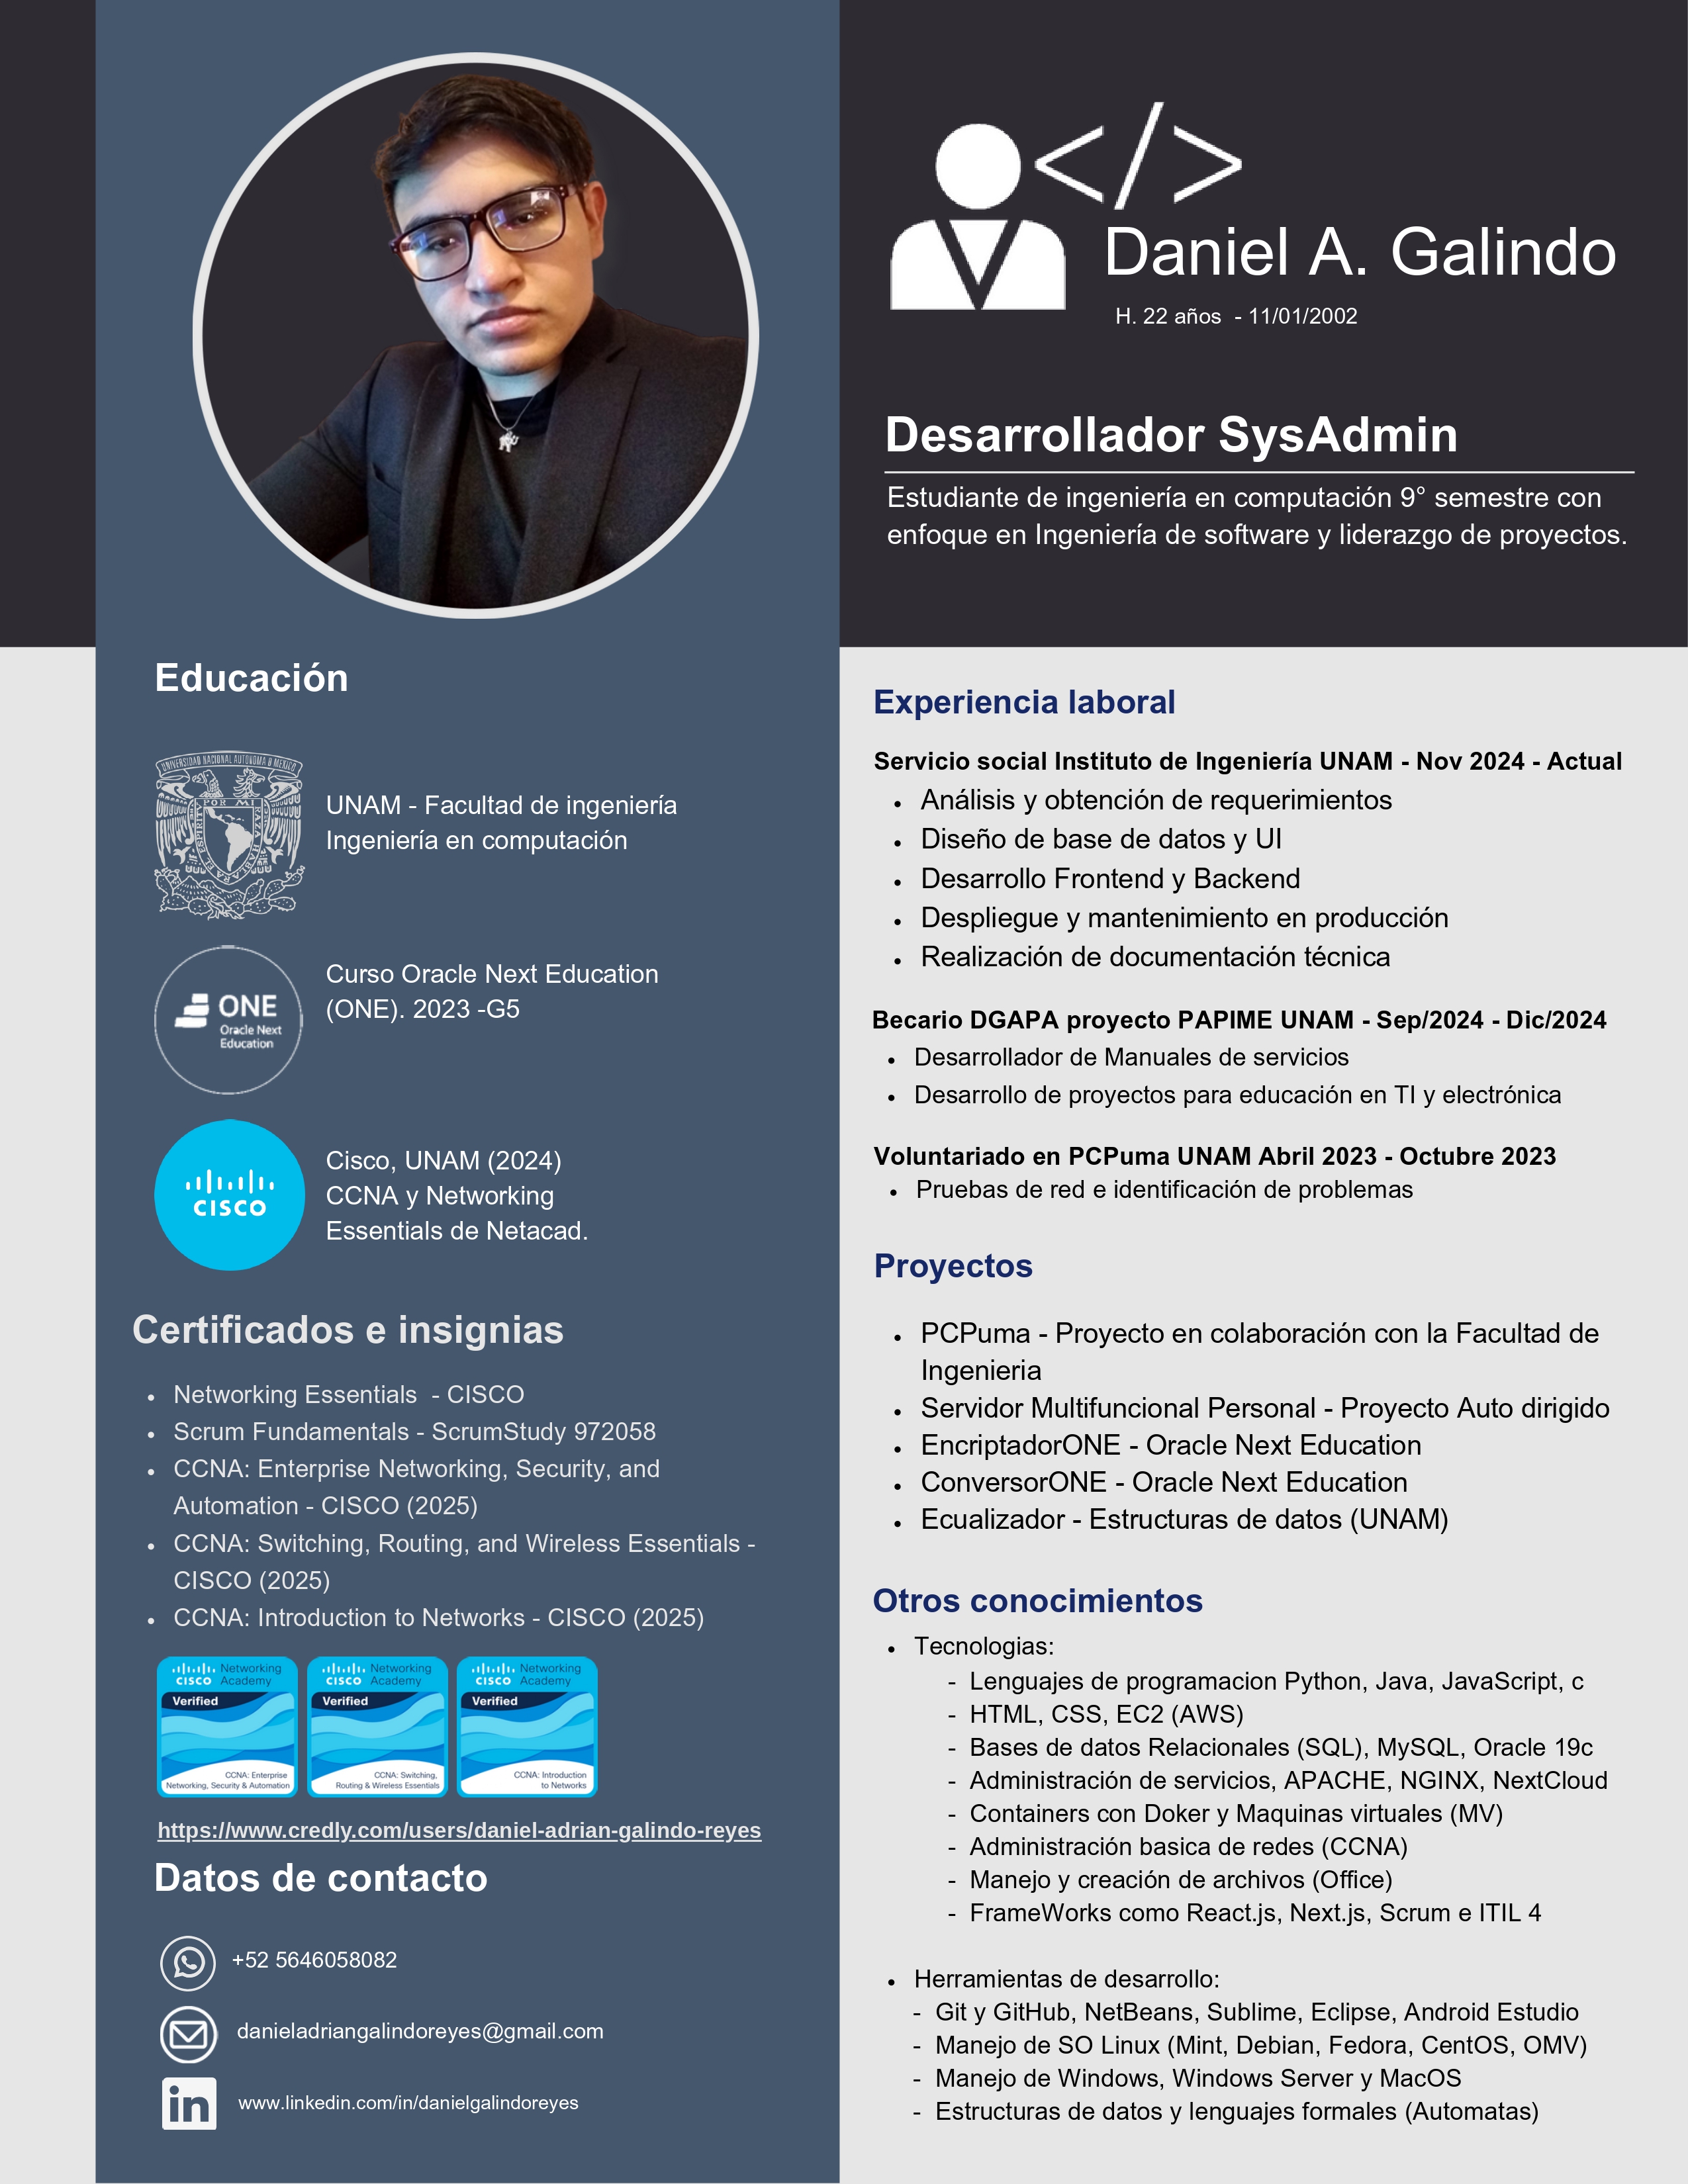 </>
Daniel A. Galindo
H. 22 años - 11/01/2002
Desarrollador SysAdmin
Estudiante de ingeniería en computación 9° semestre con
enfoque en Ingeniería de software y liderazgo de proyectos.
Educación
UNIVERSIDAD NACIONAL AUTONOMA D MEXICO
POR MI RAZA HABLARA EL ESPIRITU
UNAM - Facultad de ingeniería
Ingeniería en computación
ONE
Oracle Next
Education
Curso Oracle Next Education
(ONE). 2023 -G5
CISCO
Cisco, UNAM (2024)
CCNA y Networking
Essentials de Netacad.
Certificados e insignias
• Networking Essentials - CISCO
• Scrum Fundamentals - ScrumStudy 972058
• CCNA: Enterprise Networking, Security, and
Automation - CISCO (2025)
• CCNA: Switching, Routing, and Wireless Essentials -
CISCO (2025)
• CCNA: Introduction to Networks - CISCO (2025)
CISCO Networking Academy
Verified
CCNA: Enterprise
Networking, Security & Automation
CISCO Networking Academy
Verified
CCNA: Switching,
Routing & Wireless Essentials
CISCO Networking Academy
Verified
CCNA: Introduction
to Networks
https://www.credly.com/users/daniel-adrian-galindo-reyes
Datos de contacto
+52 5646058082
danieladriangalindoreyes@gmail.com
in
www.linkedin.com/in/danielgalindoreyes
Experiencia laboral
Servicio social Instituto de Ingeniería UNAM - Nov 2024 - Actual
• Análisis y obtención de requerimientos
• Diseño de base de datos y UI
• Desarrollo Frontend y Backend
• Despliegue y mantenimiento en producción
• Realización de documentación técnica
Becario DGAPA proyecto PAPIME UNAM - Sep/2024 - Dic/2024
• Desarrollador de Manuales de servicios
• Desarrollo de proyectos para educación en TI y electrónica
Voluntariado en PCPuma UNAM Abril 2023 - Octubre 2023
• Pruebas de red e identificación de problemas
Proyectos
• PCPuma - Proyecto en colaboración con la Facultad de
Ingenieria
• Servidor Multifuncional Personal - Proyecto Auto dirigido
• EncriptadorONE - Oracle Next Education
• ConversorONE - Oracle Next Education
• Ecualizador - Estructuras de datos (UNAM)
Otros conocimientos
• Tecnologias:
- Lenguajes de programacion Python, Java, JavaScript, c
- HTML, CSS, EC2 (AWS)
- Bases de datos Relacionales (SQL), MySQL, Oracle 19c
- Administración de servicios, APACHE, NGINX, NextCloud
- Containers con Doker y Maquinas virtuales (MV)
- Administración basica de redes (CCNA)
- Manejo y creación de archivos (Office)
- FrameWorks como React.js, Next.js, Scrum e ITIL 4
• Herramientas de desarrollo:
- Git y GitHub, NetBeans, Sublime, Eclipse, Android Estudio
- Manejo de SO Linux (Mint, Debian, Fedora, CentOS, OMV)
- Manejo de Windows, Windows Server y MacOS
- Estructuras de datos y lenguajes formales (Automatas)